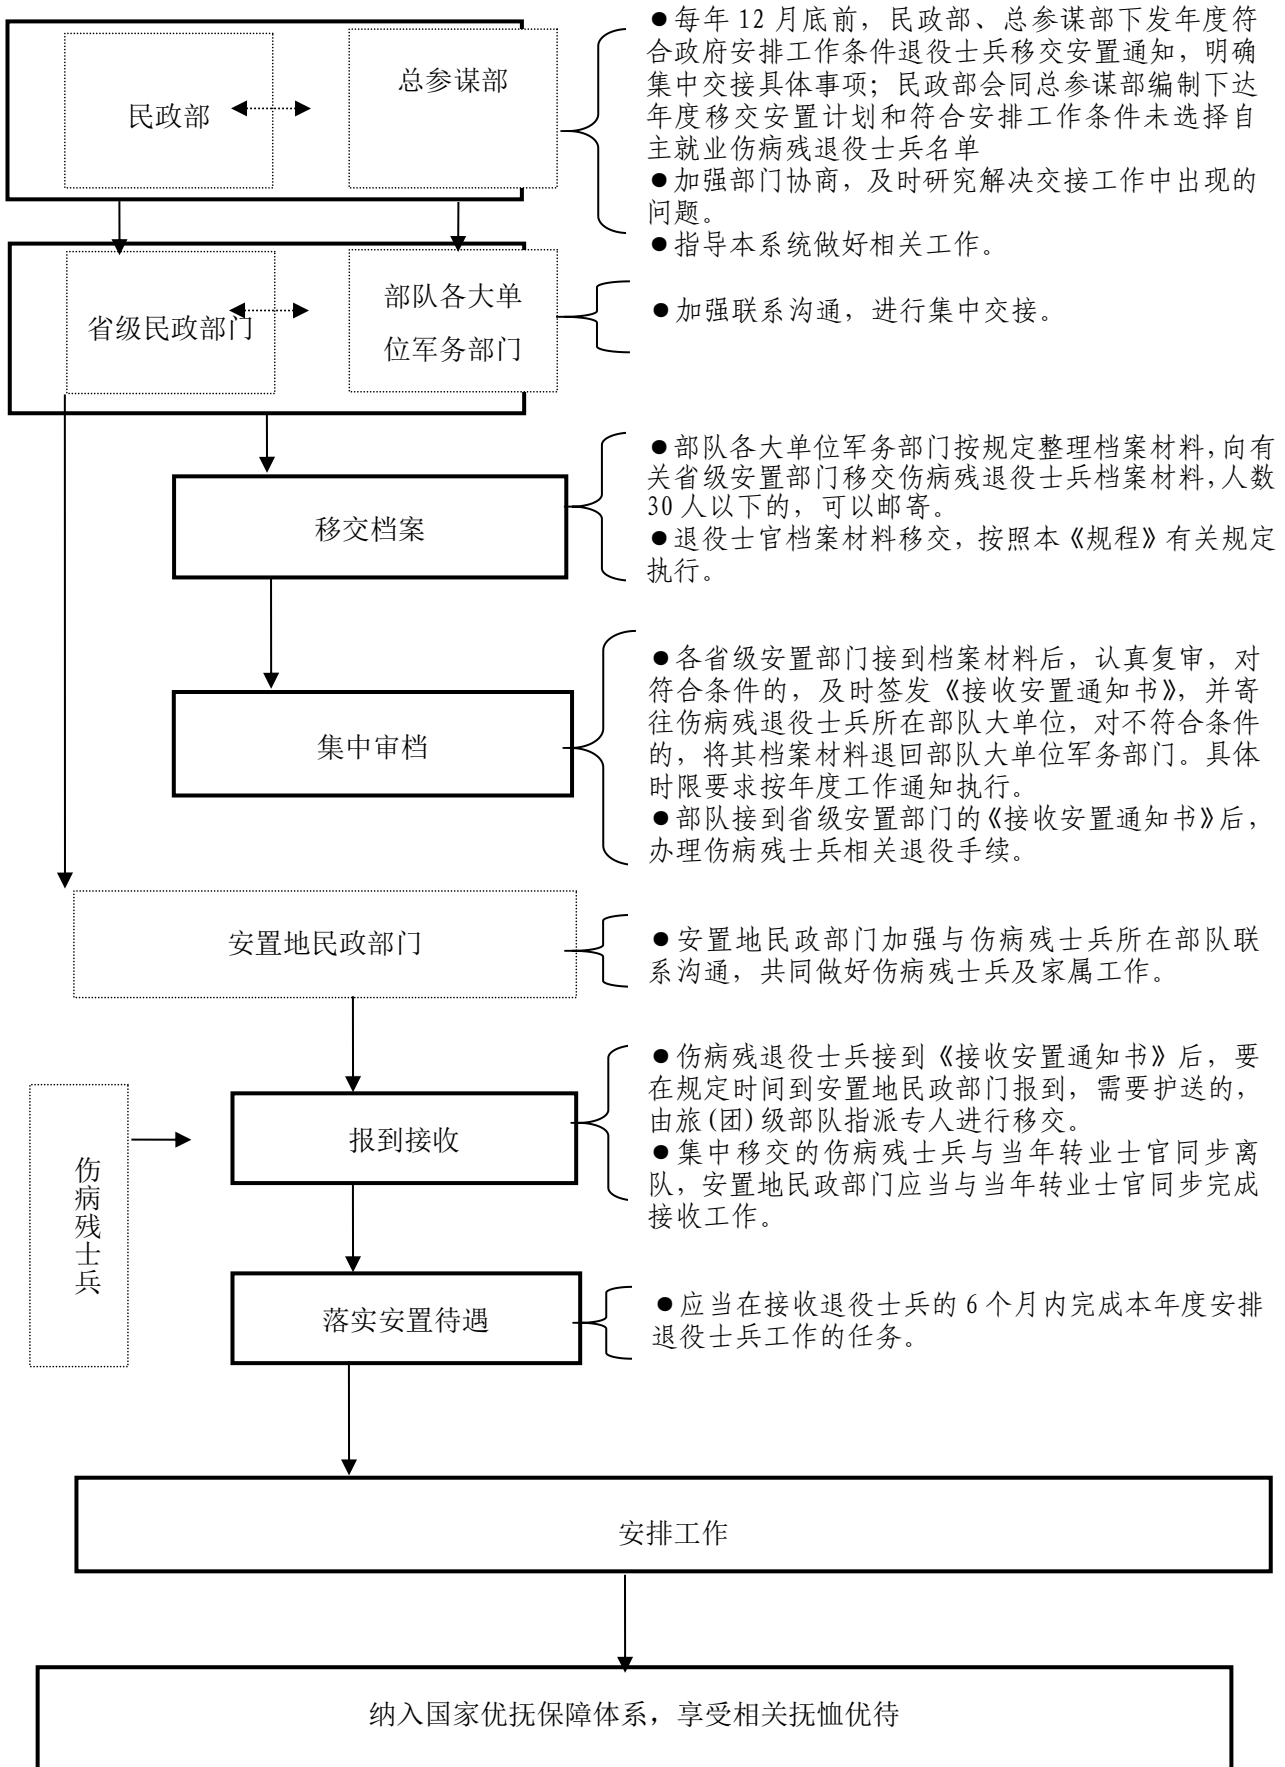 民政部
总参谋部
●每年 12 月底前，民政部、总参谋部下发年度符
合政府安排工作条件退役士兵移交安置通知，明确
集中交接具体事项；民政部会同总参谋部编制下达
年度移交安置计划和符合安排工作条件未选择自
主就业伤病残退役士兵名单
●加强部门协商，及时研究解决交接工作中出现的
问题。
●指导本系统做好相关工作。
省级民政部门
部队各大单
位军务部门
●加强联系沟通，进行集中交接。
移交档案
●部队各大单位军务部门按规定整理档案材料，向有
关省级安置部门移交伤病残退役士兵档案材料，人数
30 人以下的，可以邮寄。
●退役士官档案材料移交，按照本《规程》有关规定
执行。
集中审档
●各省级安置部门接到档案材料后，认真复审，对
符合条件的，及时签发《接收安置通知书》，并寄
往伤病残退役士兵所在部队大单位，对不符合条件
的，将其档案材料退回部队大单位军务部门。具体
时限要求按年度工作通知执行。
●部队接到省级安置部门的《接收安置通知书》后，
办理伤病残士兵相关退役手续。
安置地民政部门
●安置地民政部门加强与伤病残士兵所在部队联
系沟通，共同做好伤病残士兵及家属工作。
伤病残士兵
报到接收
●伤病残退役士兵接到《接收安置通知书》后，要
在规定时间到安置地民政部门报到，需要护送的，
由旅(团)级部队指派专人进行移交。
●集中移交的伤病残士兵与当年转业士官同步离
队，安置地民政部门应当与当年转业士官同步完成
接收工作。
落实安置待遇
●应当在接收退役士兵的 6 个月内完成本年度安排
退役士兵工作的任务。
安排工作
纳入国家优抚保障体系，享受相关抚恤优待